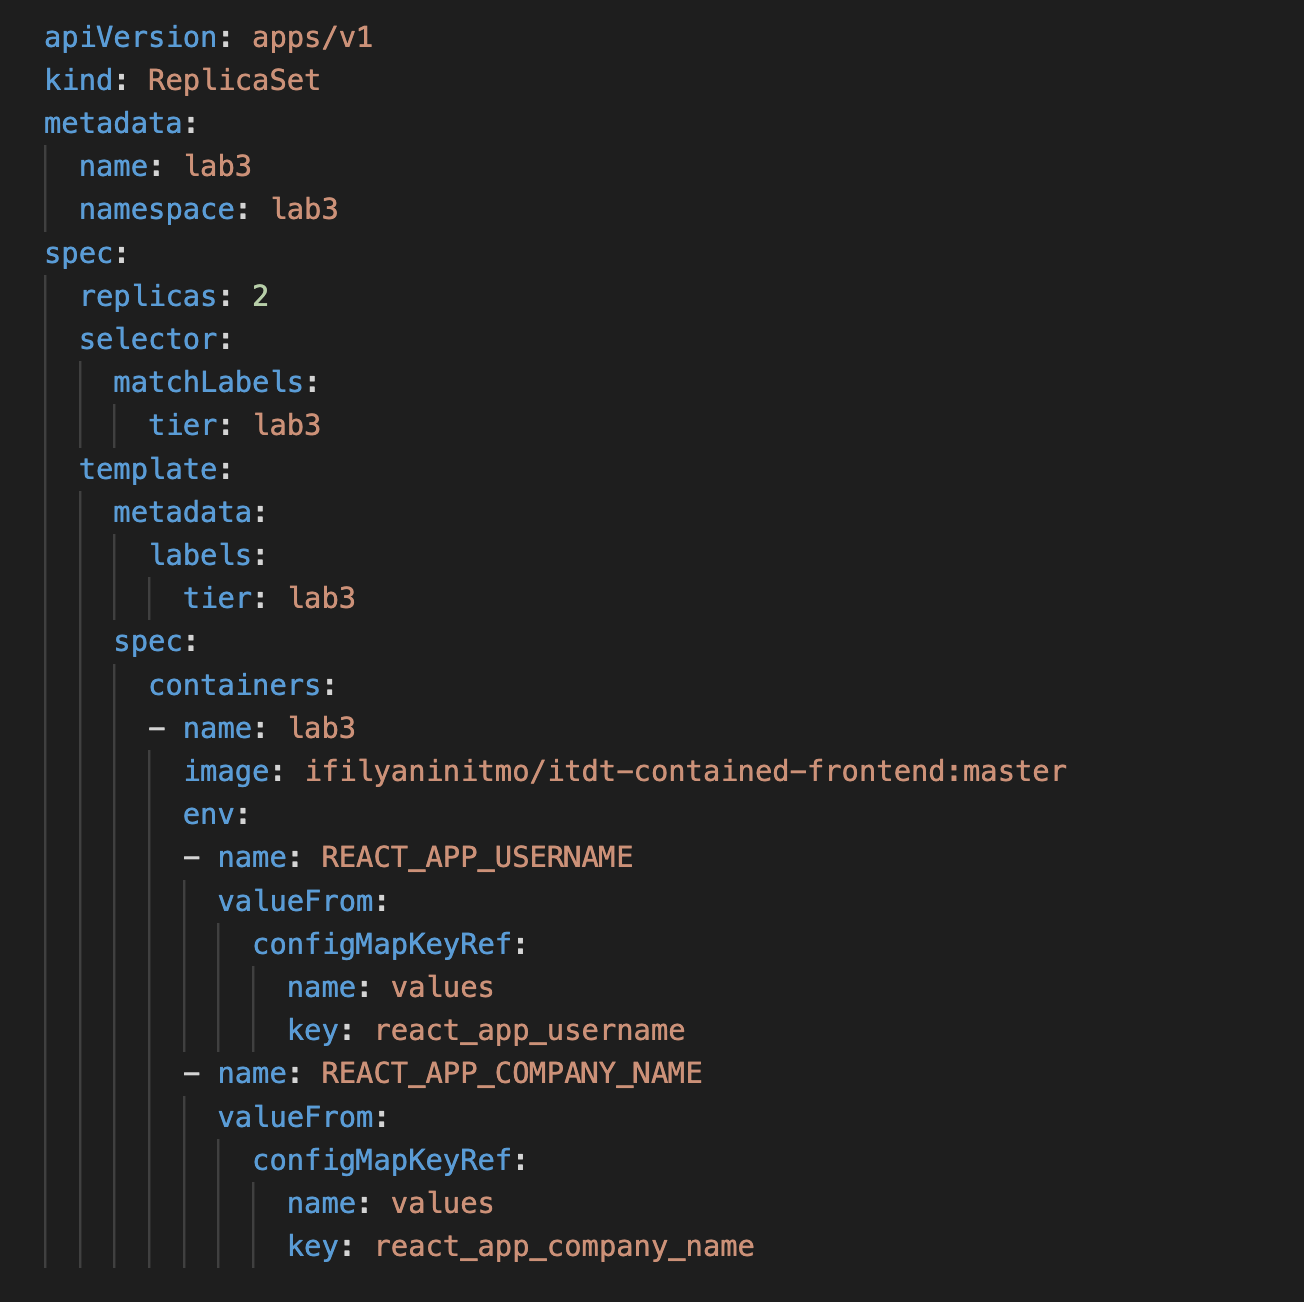 apiVersion: apps/v1
kind: ReplicaSet
metadata:
  name: lab3
  namespace: lab3
spec:
  replicas: 2
  selector:
    matchLabels:
      tier: lab3
  template:
    metadata:
      labels:
        tier: lab3
    spec:
      containers:
      - name: lab3
        image: ifilyaninitmo/itdt-contained-frontend:master
        env:
        - name: REACT_APP_USERNAME
          valueFrom:
            configMapKeyRef:
              name: values
              key: react_app_username
        - name: REACT_APP_COMPANY_NAME
          valueFrom:
            configMapKeyRef:
              name: values
              key: react_app_company_name